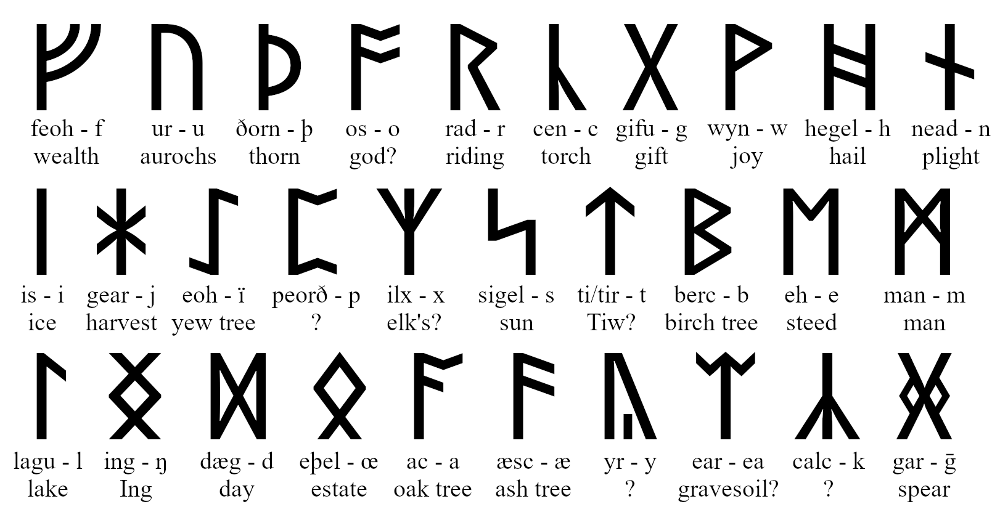 ᚠ ᚢ ᚦ ᚩ ᚱ ᚳ ᚷ ᚹ ᚻ ᚾ
feoh - f ur - u ðorn - þ os - o rad - r cen - c gifu - g wyn - w hegel - h nead - n
wealth aurochs thorn god? riding torch gift joy hail plight
ᛁ ᛡ ᛇ ᛈ ᛉ ᛋ ᛏ ᛒ ᛖ ᛗ
is - i gear - j eoh - ï peorð - p ilx - x sigel - s ti/tir - t berc - b eh - e man - m
ice harvest yew tree ? elk's? sun Tiw? birch tree steed man
ᛚ ᛝ ᛞ ᛟ ᚪ ᚫ ᚣ ᛠ ᛣ ᚸ
lagu - l ing - ŋ dæg - d eþel - œ ac - a æsc - æ yr - y ear - ea calc - k gar - ḡ
lake Ing day estate oak tree ash tree ? gravesoil? ? spear